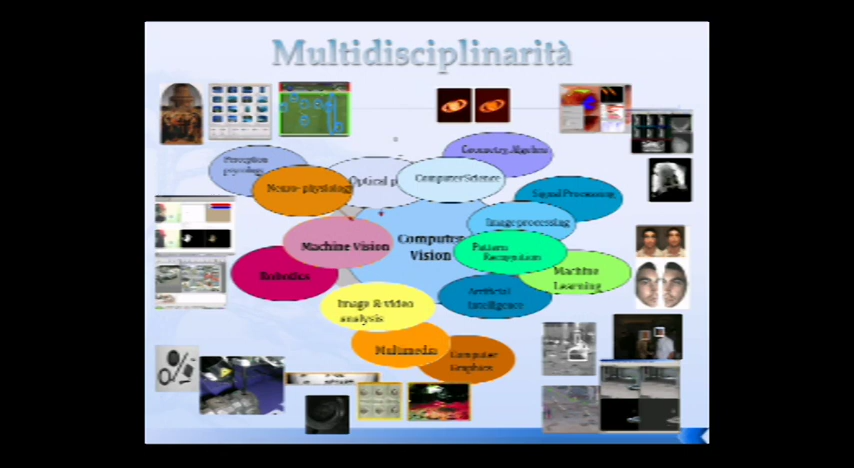 Multidisciplinarità
Geometry, Algebra
Perception
psycology
Optical p
Computer Science
Neuro- physiology
Signal Processing
Image processing
Computer
Vision
Machine Vision
Pattern
Recognition
Robotics
Machine
Learning
Artificial
Intelligence
Image & video
analysis
Multimedia
Computer
Graphics